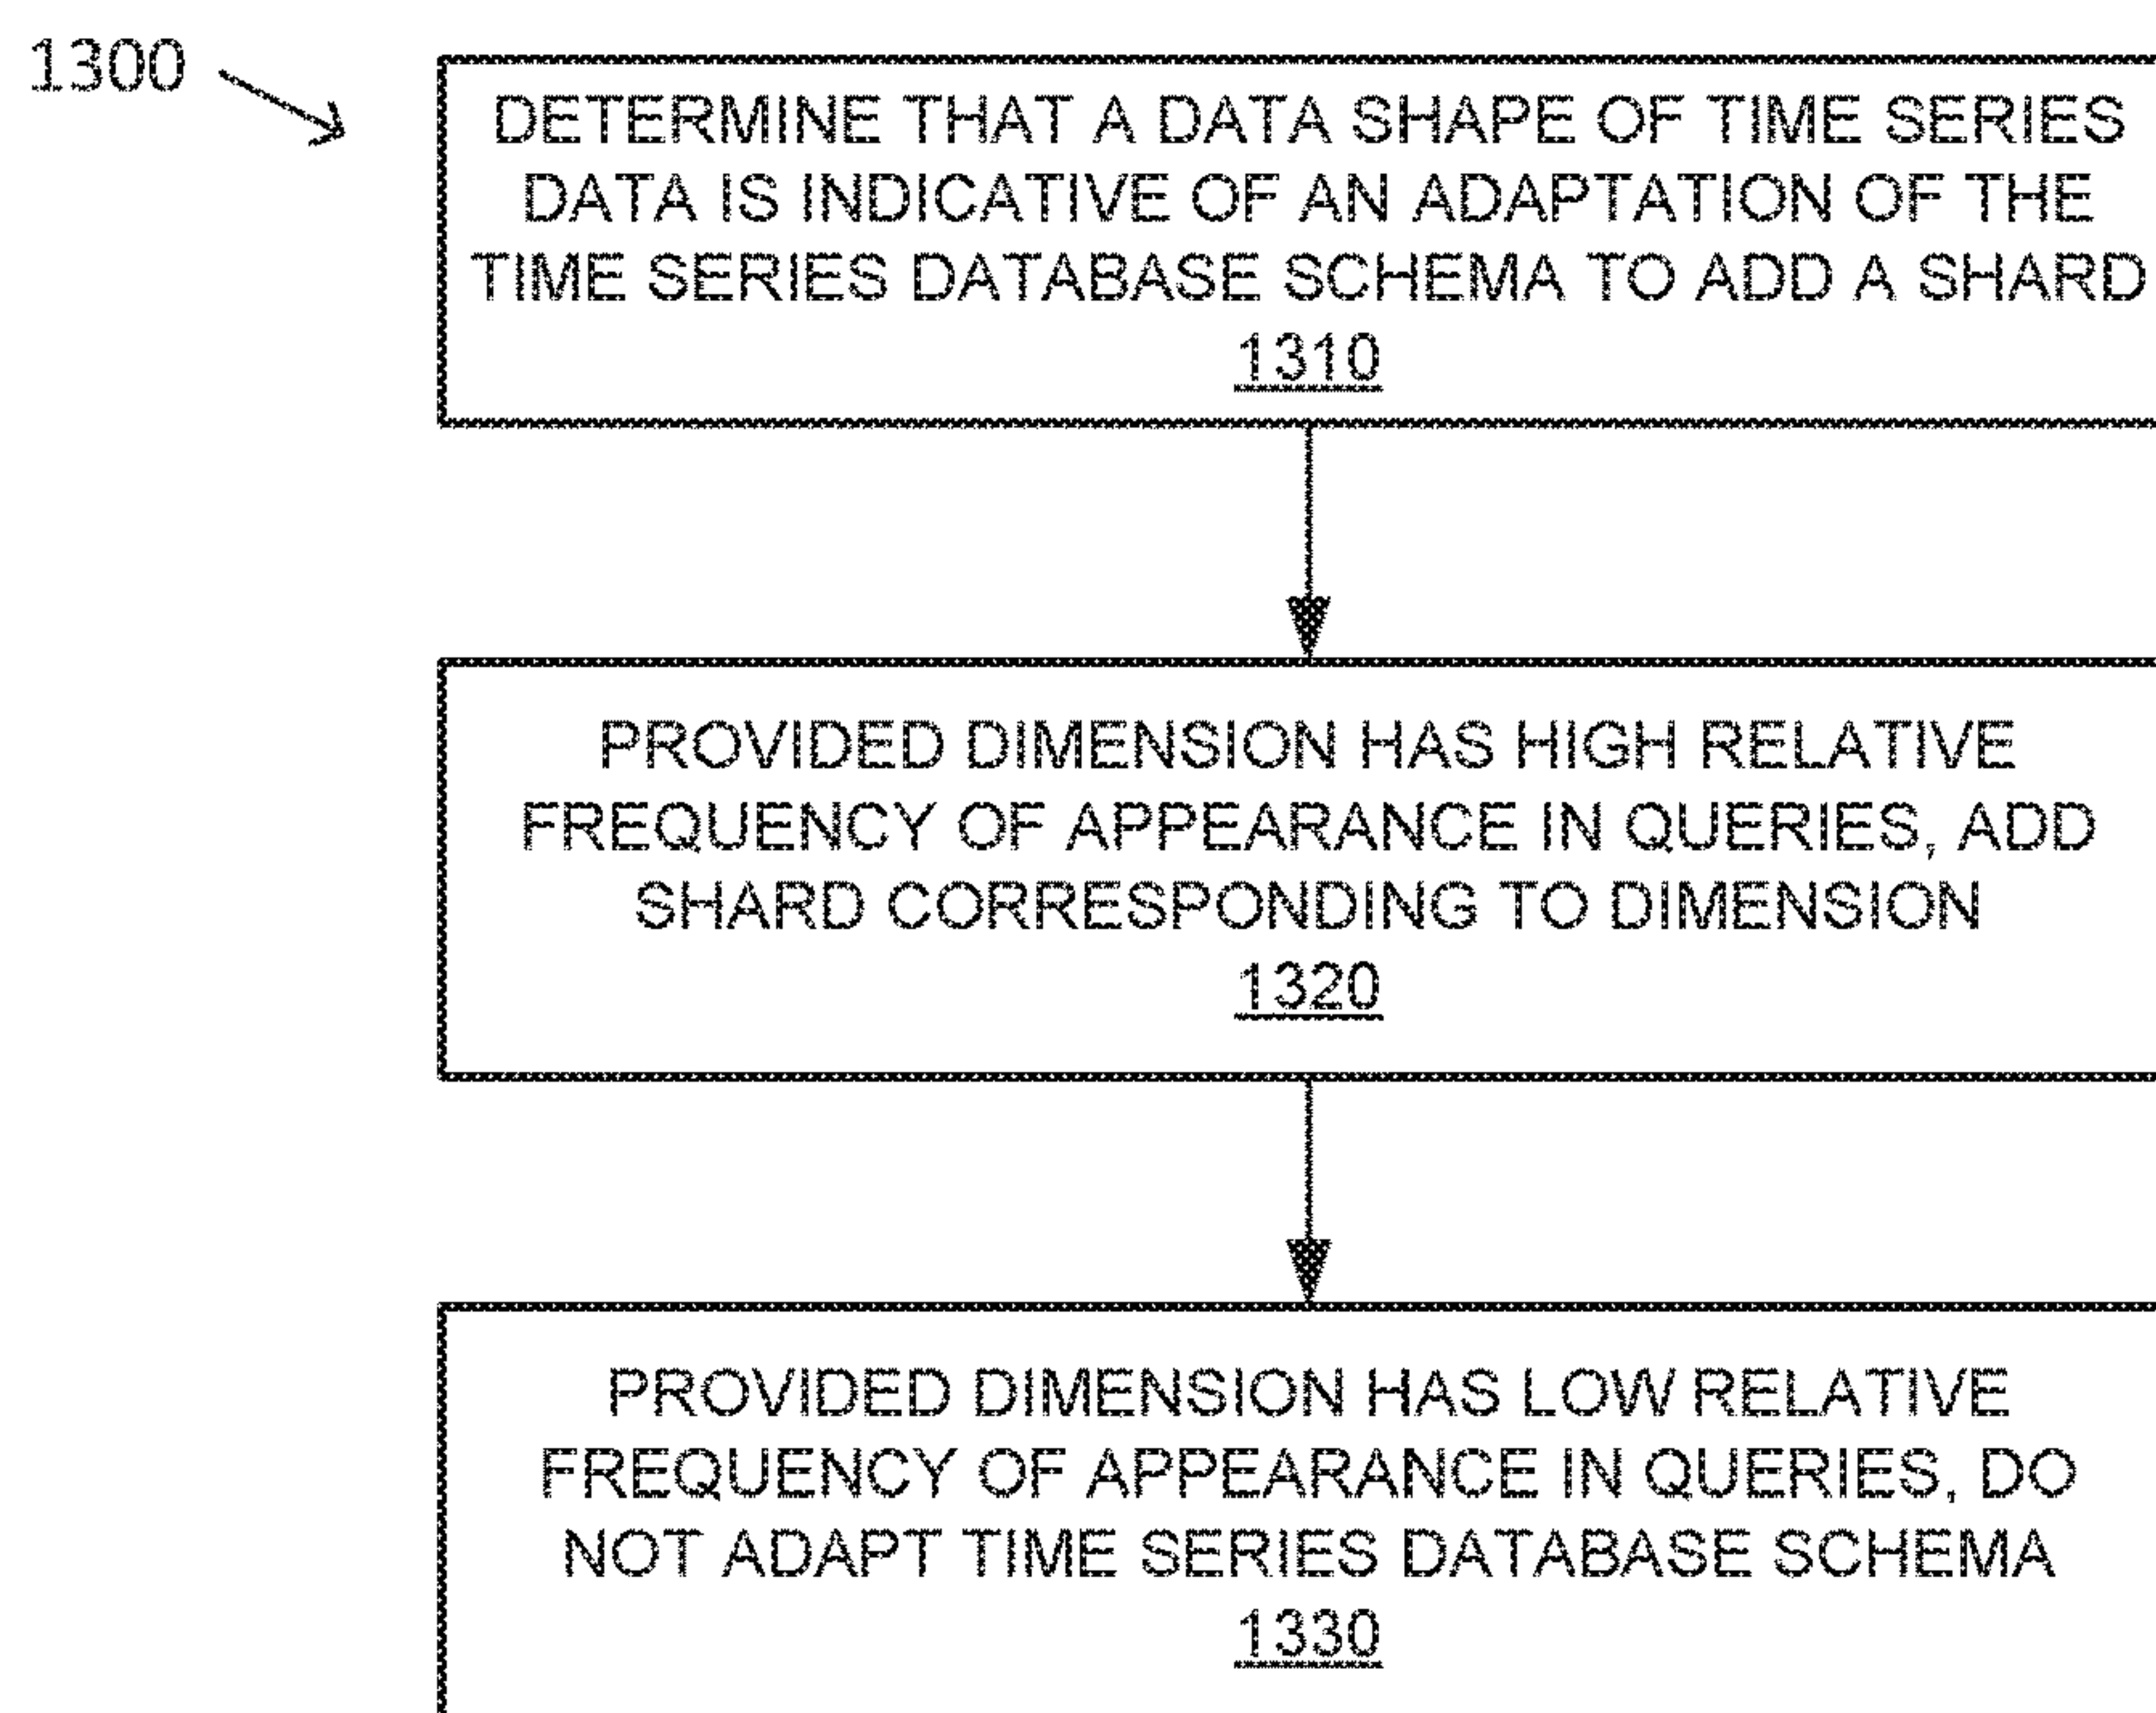 1300
DETERMINE THAT A DATA SHAPE OF TIME SERIES
DATA IS INDICATIVE OF AN ADAPTATION OF THE
TIME SERIES DATABASE SCHEMA TO ADD A SHARD
1310
PROVIDED DIMENSION HAS HIGH RELATIVE
FREQUENCY OF APPEARANCE IN QUERIES, ADD
SHARD CORRESPONDING TO DIMENSION
1320
PROVIDED DIMENSION HAS LOW RELATIVE
FREQUENCY OF APPEARANCE IN QUERIES, DO
NOT ADAPT TIME SERIES DATABASE SCHEMA
1330